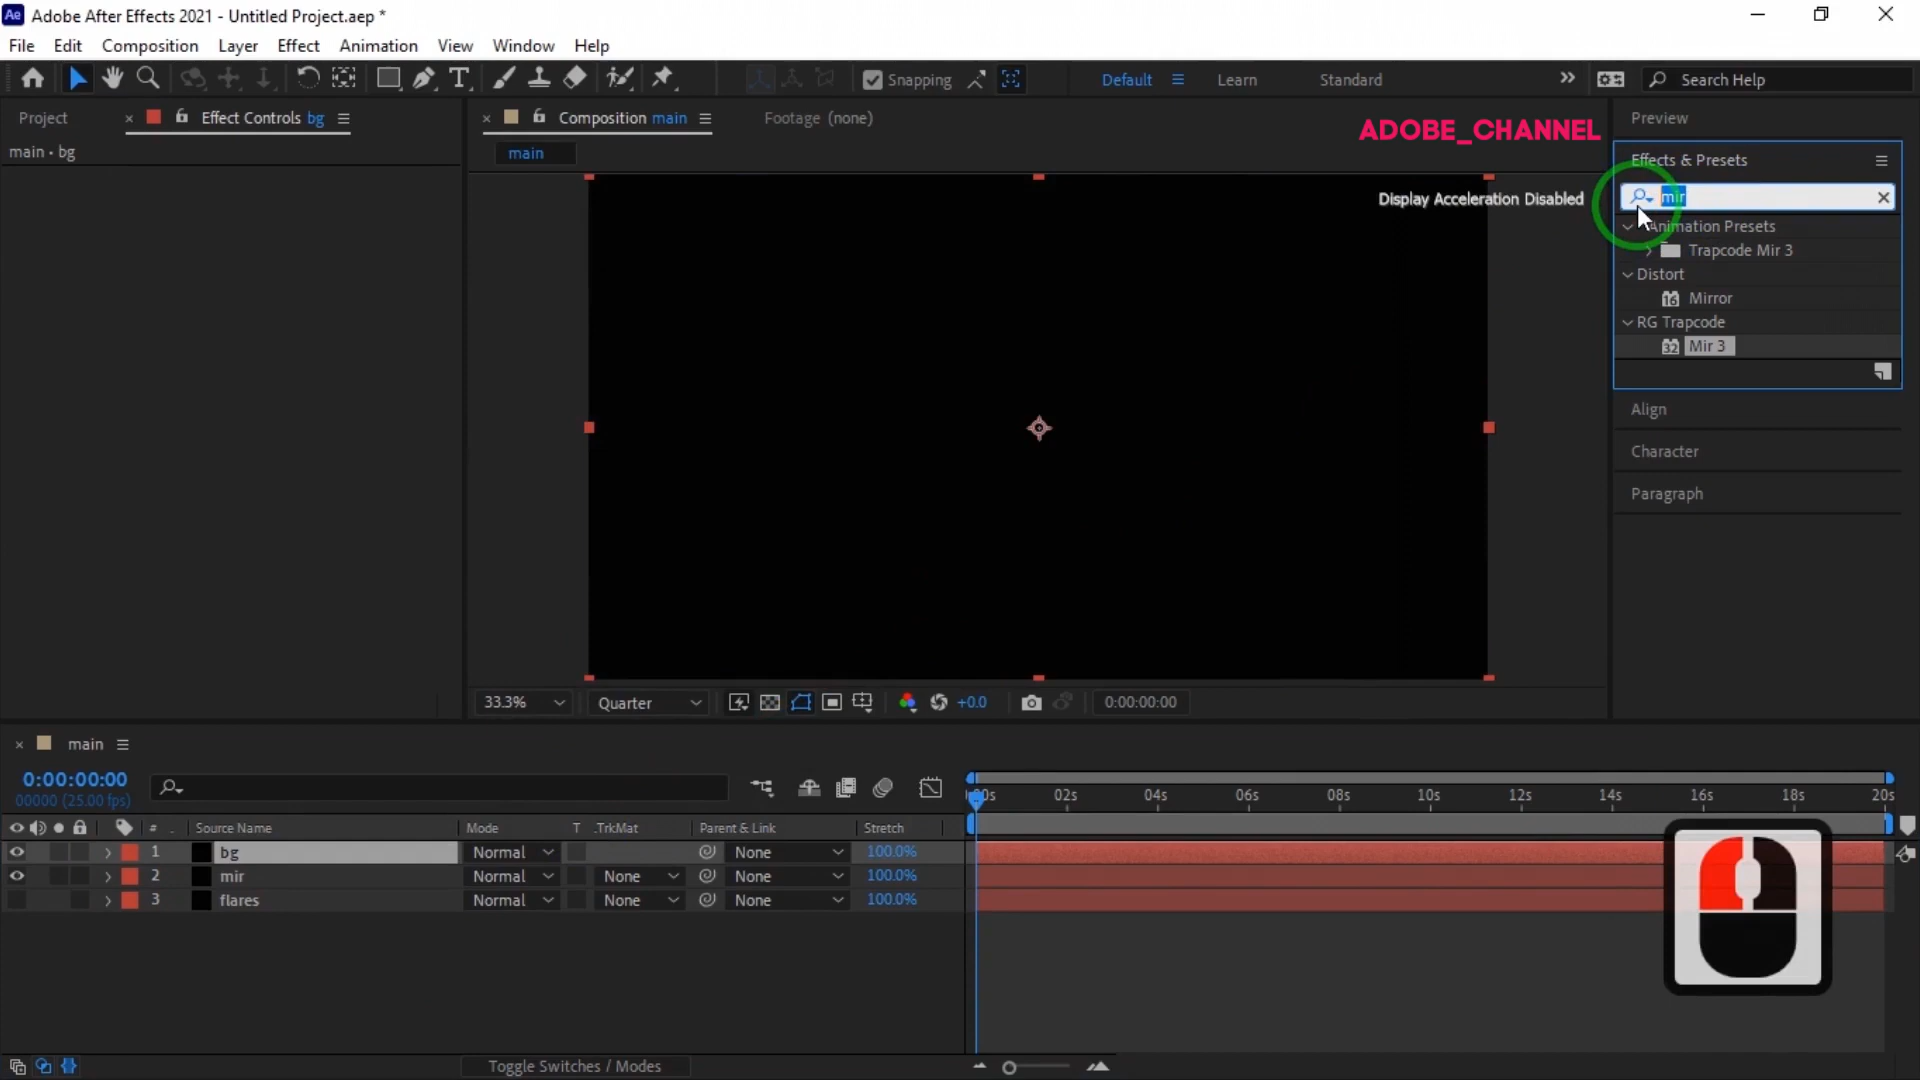 Ae Adobe After Effects 2021 - Untitled Project.aep *
File Edit Composition Layer Effect Animation View Window Help
T Snapping Default Learn Standard Search Help
Project Effect Controls bg
main • bg
Composition main Footage (none)
main
ADOBE_CHANNEL
Display Acceleration Disabled
Preview
Effects & Presets
mir
Animation Presets
Trapcode Mir 3
Distort
16 Mirror
RG Trapcode
32 Mir 3
Align
Character
Paragraph
33.3% Quarter +0.0 0:00:00:00
main
0:00:00:00
00000 (25.00 fps)
00s 02s 04s 06s 08s 10s 12s 14s 16s 18s 20s
# Source Name Mode T .TrkMat Parent & Link Stretch
1 bg Normal None 100.0%
2 mir Normal None None 100.0%
3 flares Normal None None 100.0%
Toggle Switches / Modes